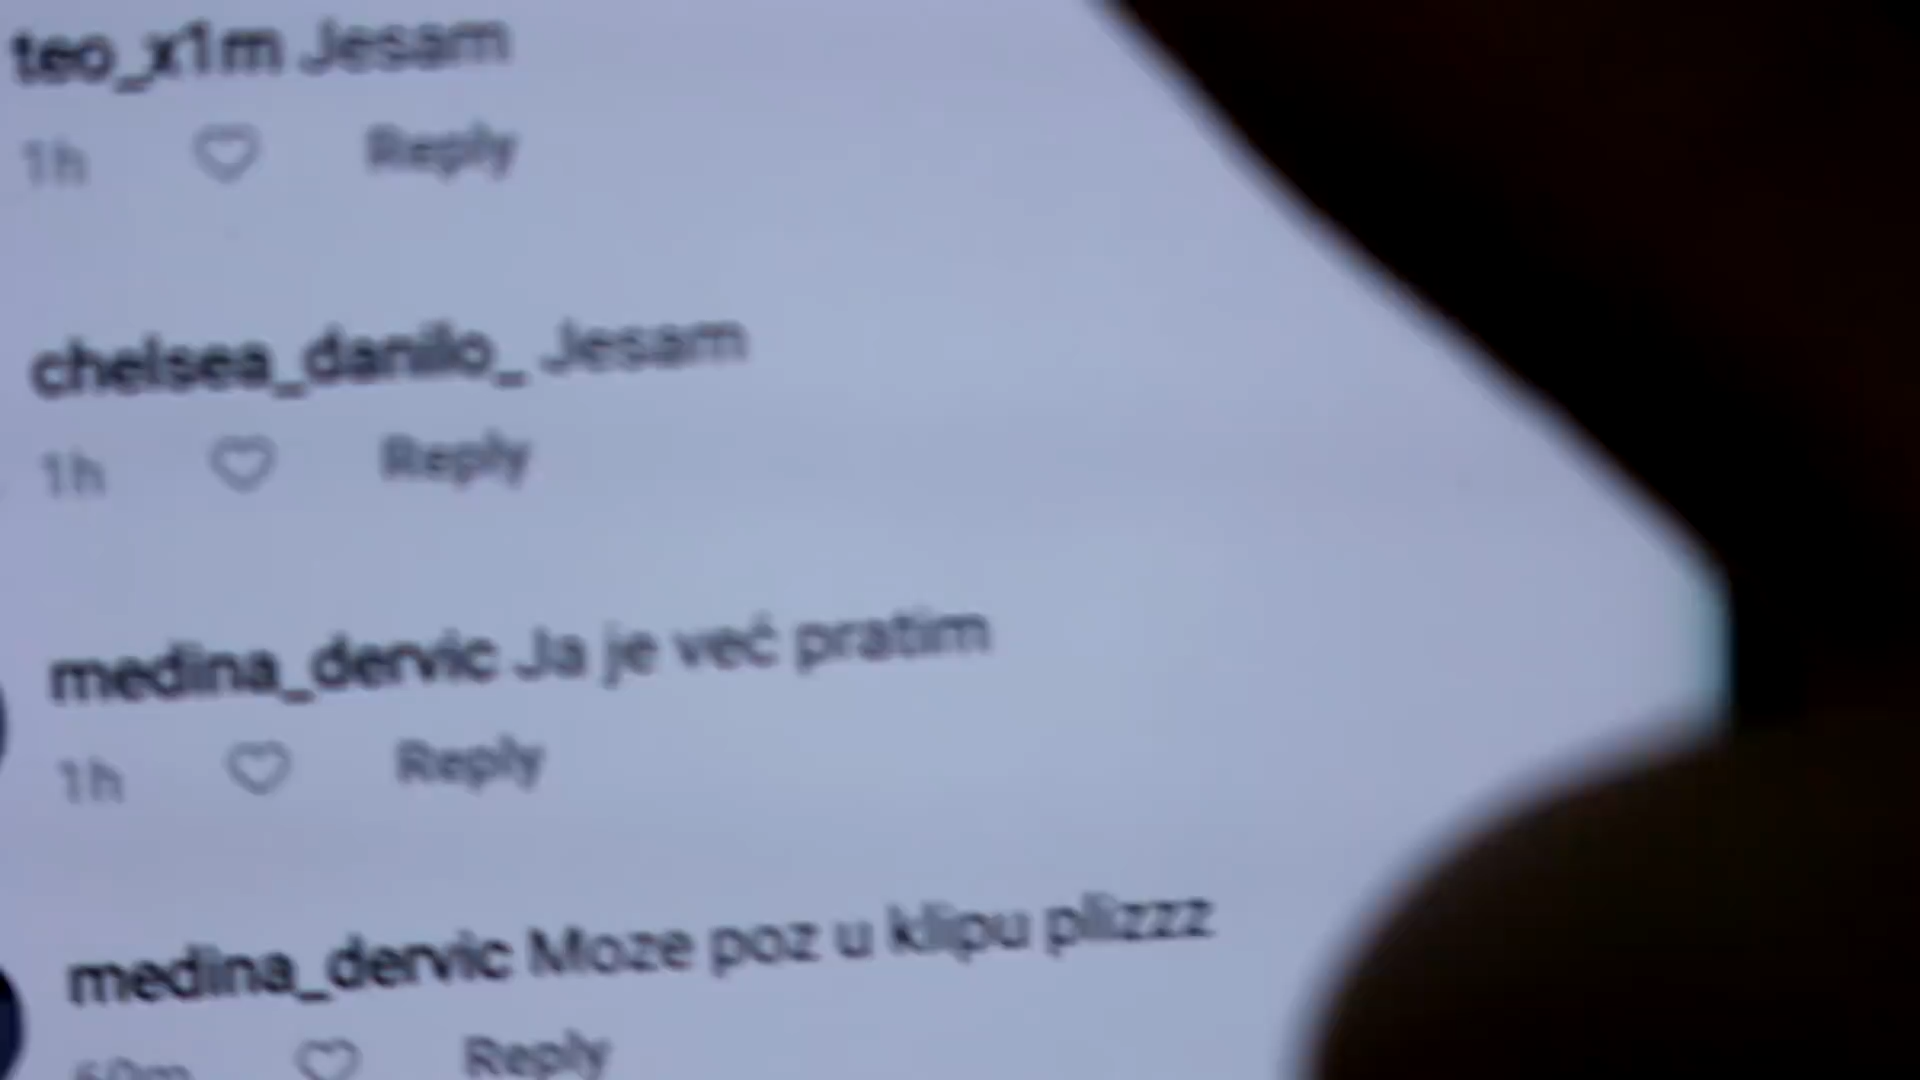 teo_x1m Jesam
1h Reply
chelsea_danilo_ Jesam
1h Reply
medina_dervic Ja je već pratim
1h Reply
medina_dervic Moze poz u klipu plizzz
Reply